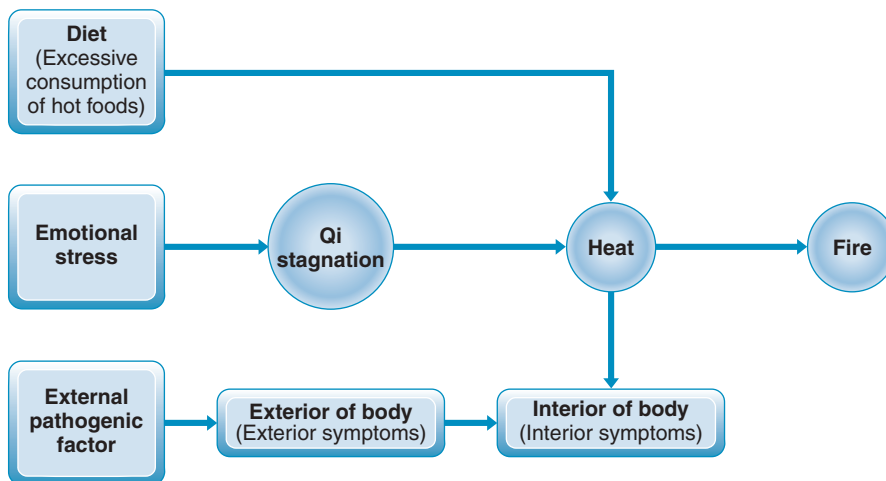 Diet
(Excessive
consumption
of hot foods)
Emotional
stress
Qi
stagnation
Heat
Fire
External
pathogenic
factor
Exterior of body
(Exterior symptoms)
Interior of body
(Interior symptoms)